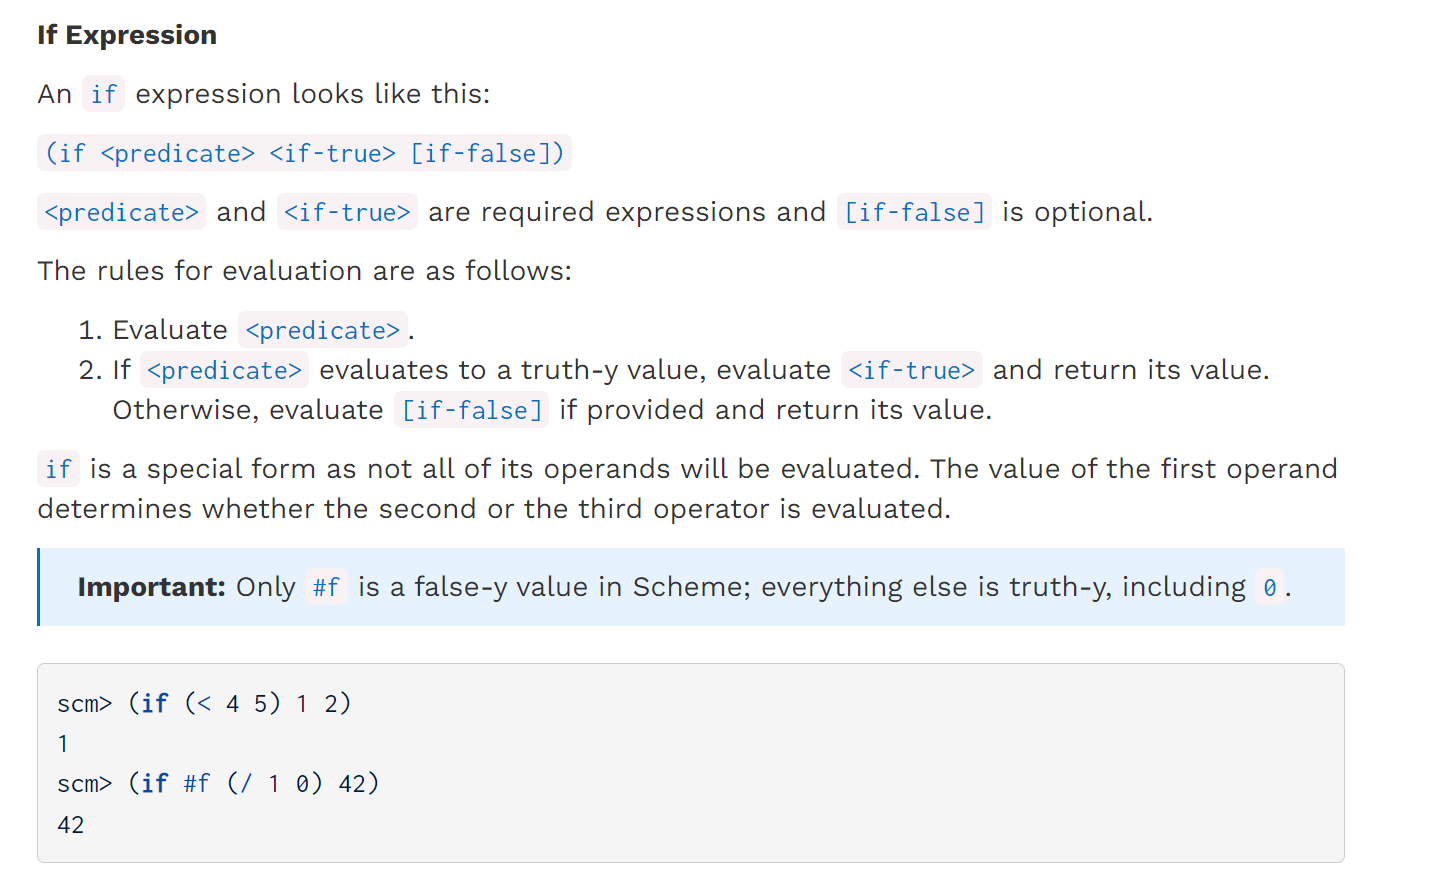 If Expression
An if expression looks like this:
(if <predicate> <if-true> [if-false])
<predicate> and <if-true> are required expressions and [if-false] is optional.
The rules for evaluation are as follows:
1. Evaluate <predicate>.
2. If <predicate> evaluates to a truth-y value, evaluate <if-true> and return its value.
Otherwise, evaluate [if-false] if provided and return its value.
if is a special form as not all of its operands will be evaluated. The value of the first operand
determines whether the second or the third operator is evaluated.
Important: Only #f is a false-y value in Scheme; everything else is truth-y, including 0.
scm> (if (< 4 5) 1 2)
1
scm> (if #f (/ 1 0) 42)
42